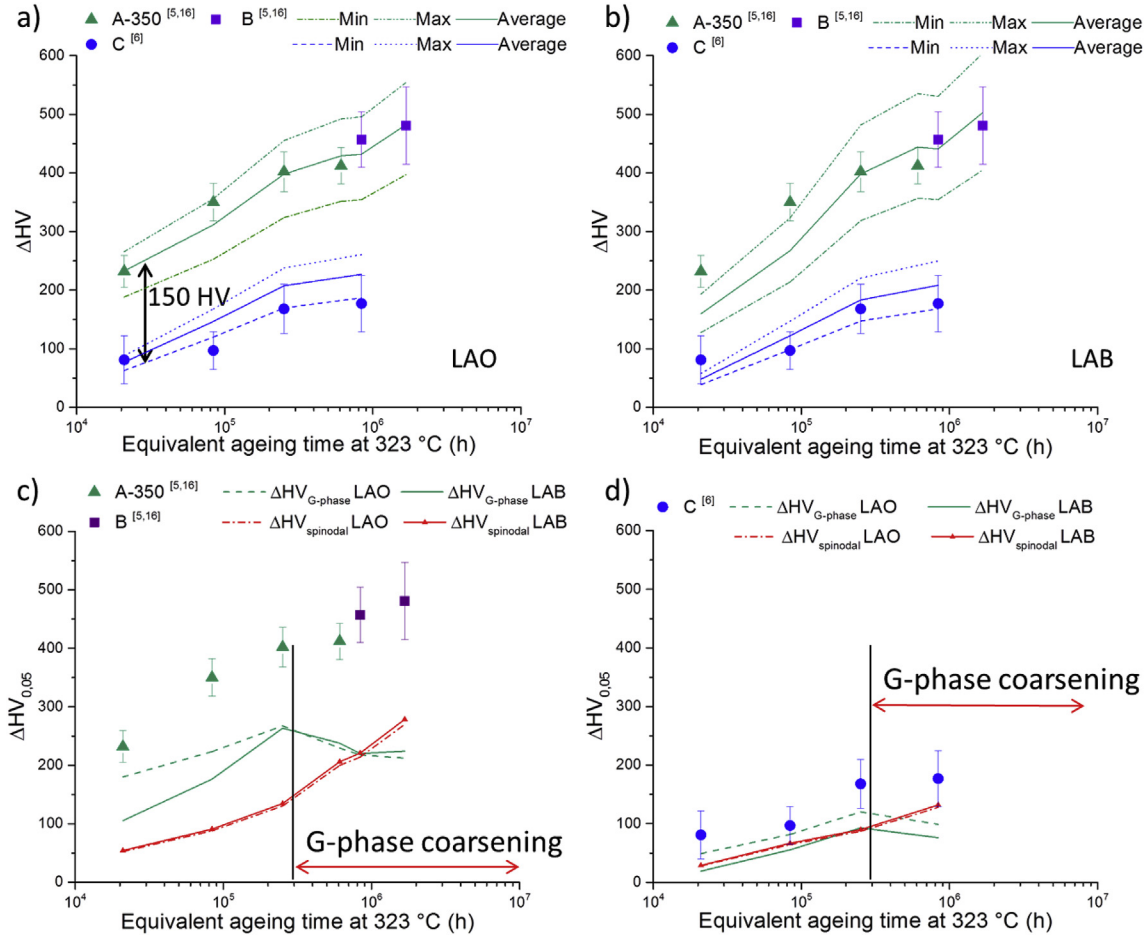 a)
A-350 [5,16] B [5,16] Min Max Average
C [6] Min Max Average
600
500
400
300
200
100
0
ΔHV
150 HV
LAO
10^4 10^5 10^6 10^7
Equivalent ageing time at 323 °C (h)
b)
A-350 [5,16] B [5,16] Min Max Average
C [6] Min Max Average
600
500
400
300
200
100
0
ΔHV
LAB
10^4 10^5 10^6 10^7
Equivalent ageing time at 323 °C (h)
c)
A-350 [5,16] ΔHV_G-phase LAO ΔHV_G-phase LAB
B [5,16] ΔHV_spinodal LAO ΔHV_spinodal LAB
600
500
400
300
200
100
0
ΔHV_0,05
G-phase coarsening
10^4 10^5 10^6 10^7
Equivalent ageing time at 323 °C (h)
d)
C [6] ΔHV_G-phase LAO ΔHV_G-phase LAB
ΔHV_spinodal LAO ΔHV_spinodal LAB
600
500
400
300
200
100
0
ΔHV_0,05
G-phase coarsening
10^4 10^5 10^6 10^7
Equivalent ageing time at 323 °C (h)